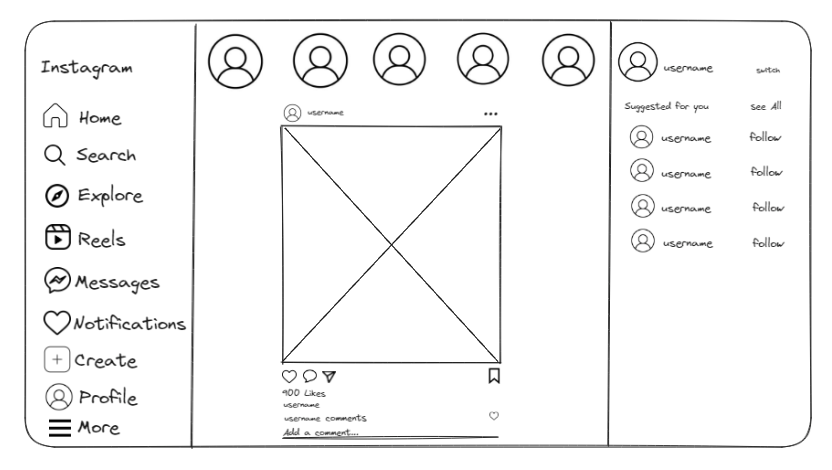 Instagram
Home
Search
Explore
Reels
Messages
Notifications
Create
Profile
More
username
900 Likes
username
username comments
Add a comment...
username switch
Suggested for you see All
username follow
username follow
username follow
username follow